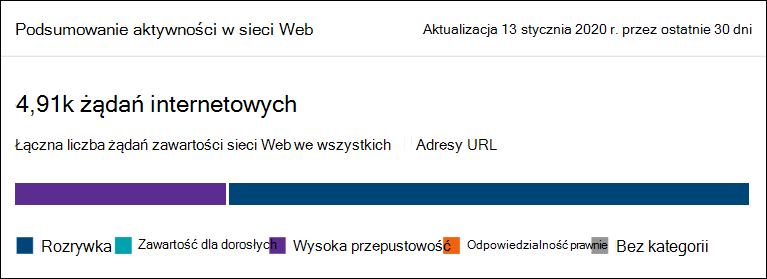 Podsumowanie aktywności w sieci Web
Aktualizacja 13 stycznia 2020 r. przez ostatnie 30 dni
4,91k żądań internetowych
Łączna liczba żądań zawartości sieci Web we wszystkich Adresy URL
Rozrywka Zawartość dla dorosłych Wysoka przepustowość Odpowiedzialność prawnie Bez kategorii